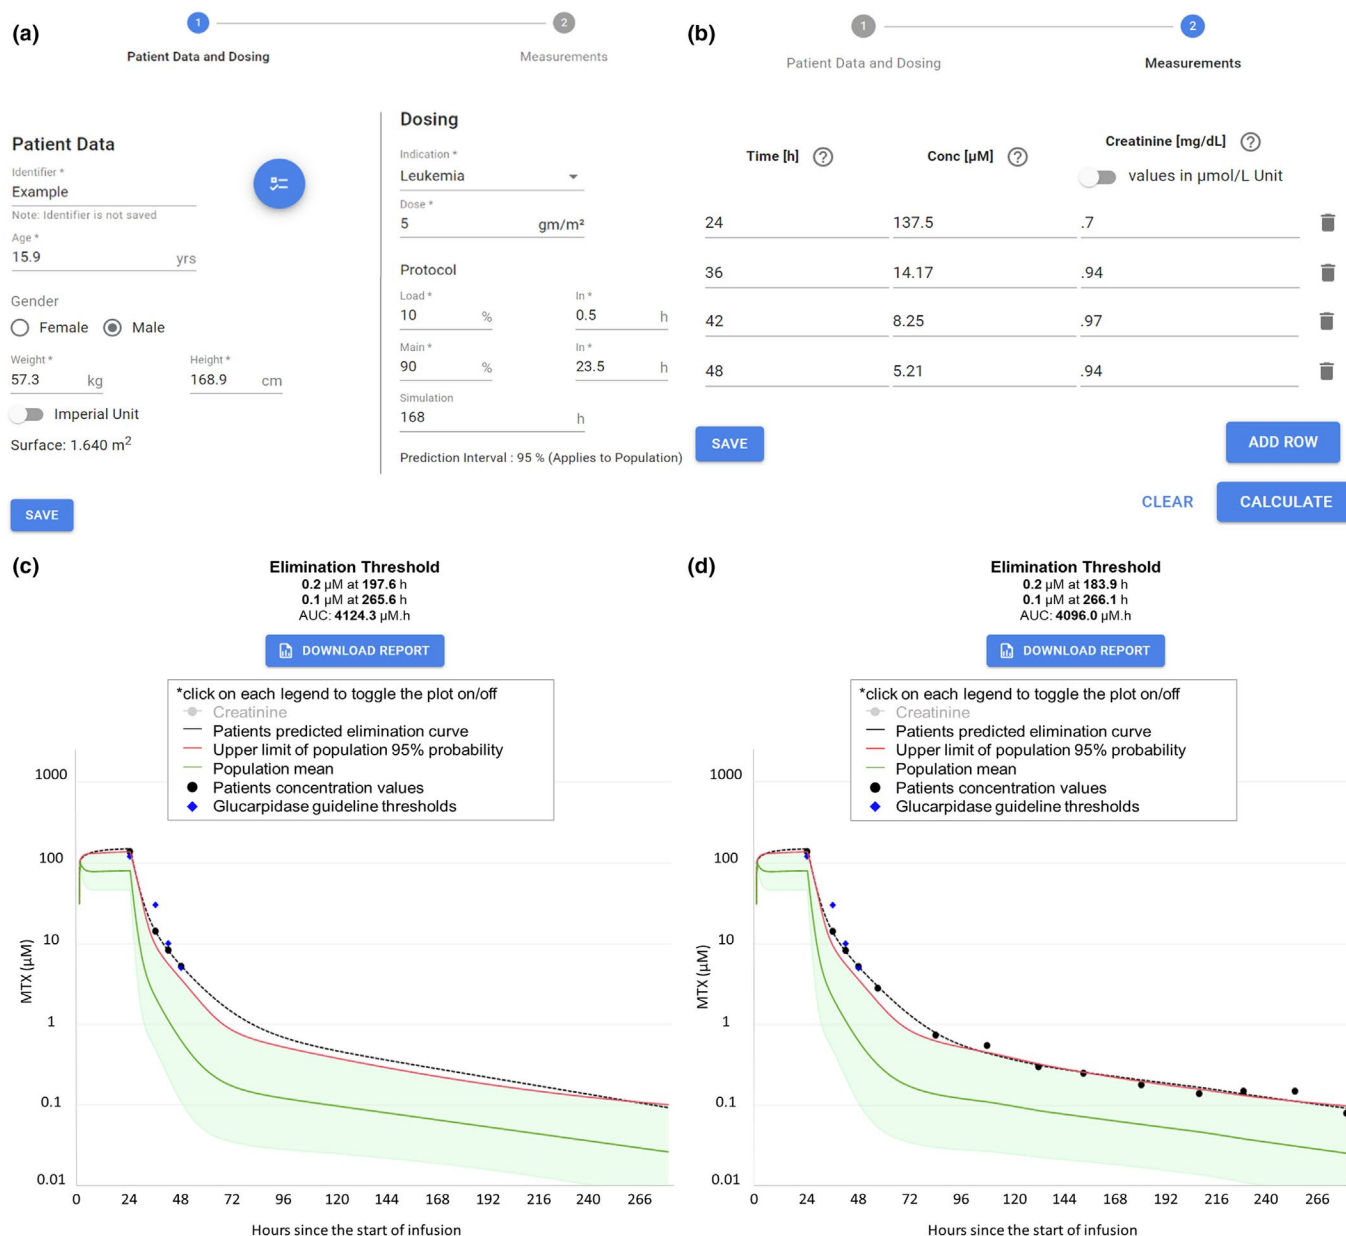 (a)
1
2
Patient Data and Dosing
Measurements
Patient Data
Identifier *
Example
Note: Identifier is not saved
Age *
15.9 yrs
Gender
Female Male
Weight * Height *
57.3 kg 168.9 cm
Imperial Unit
Surface: 1.640 m²
SAVE
Dosing
Indication *
Leukemia
Dose *
5 gm/m²
Protocol
Load * In *
10 % 0.5 h
Main * In *
90 % 23.5 h
Simulation
168 h
Prediction Interval : 95 % (Applies to Population)
(b)
1
2
Patient Data and Dosing
Measurements
Time [h] ? Conc [µM] ? Creatinine [mg/dL] ?
values in µmol/L Unit
24 137.5 .7
36 14.17 .94
42 8.25 .97
48 5.21 .94
SAVE
ADD ROW
CLEAR CALCULATE
(c)
Elimination Threshold
0.2 µM at 197.6 h
0.1 µM at 265.6 h
AUC: 4124.3 µM.h
DOWNLOAD REPORT
*click on each legend to toggle the plot on/off
Creatinine
Patients predicted elimination curve
Upper limit of population 95% probability
Population mean
Patients concentration values
Glucarpidase guideline thresholds
MTX (µM)
1000
100
10
1
0.1
0.01
0 24 48 72 96 120 144 168 192 216 240 266
Hours since the start of infusion
(d)
Elimination Threshold
0.2 µM at 183.9 h
0.1 µM at 266.1 h
AUC: 4096.0 µM.h
DOWNLOAD REPORT
*click on each legend to toggle the plot on/off
Creatinine
Patients predicted elimination curve
Upper limit of population 95% probability
Population mean
Patients concentration values
Glucarpidase guideline thresholds
MTX (µM)
1000
100
10
1
0.1
0.01
0 24 48 72 96 120 144 168 192 216 240 266
Hours since the start of infusion